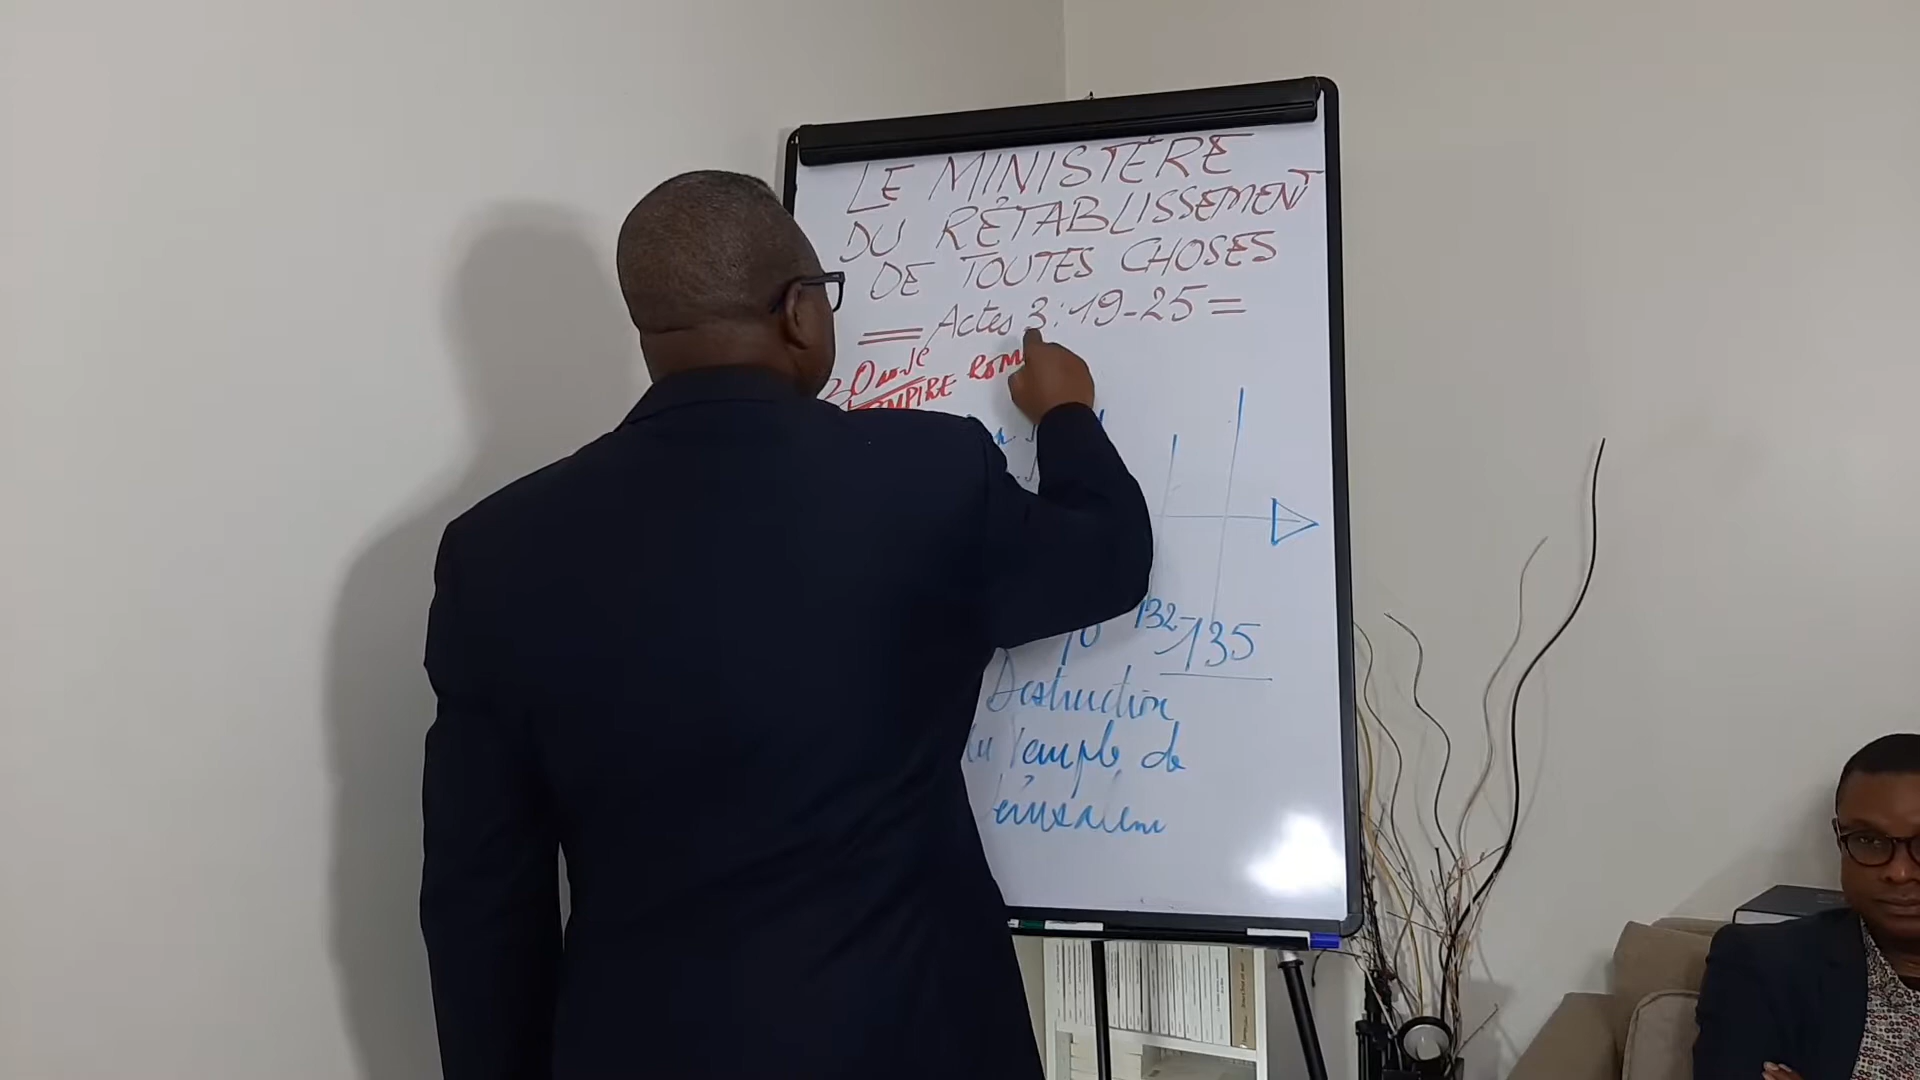 LE MINISTÈRE
DU RÉTABLISSEMENT
DE TOUTES CHOSES
= Actes 3:19-25 =
EMPIRE ROM
132-135
Destruction
Temple de
Jérusalem